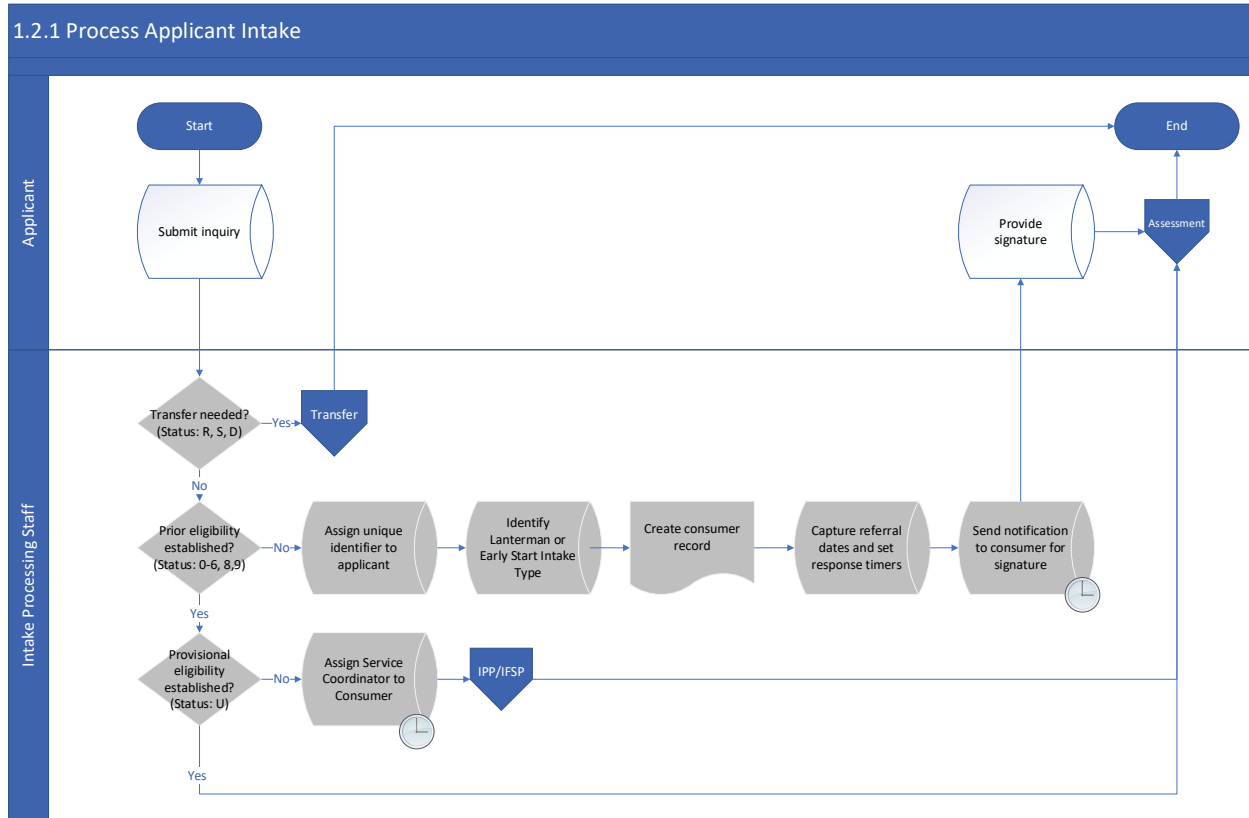 1.2.1 Process Applicant Intake
Applicant
Start
End
Submit inquiry
Provide
signature
Assessment
Intake Processing Staff
Transfer needed?
(Status: R, S, D)
Yes
Transfer
No
Prior eligibility
established?
(Status: 0-6, 8,9)
No
Assign unique
identifier to
applicant
Identify
Lanterman or
Early Start Intake
Type
Create consumer
record
Capture referral
dates and set
response timers
Send notification
to consumer for
signature
Yes
Provisional
eligibility
established?
(Status: U)
No
Assign Service
Coordinator to
Consumer
IPP/IFSP
Yes